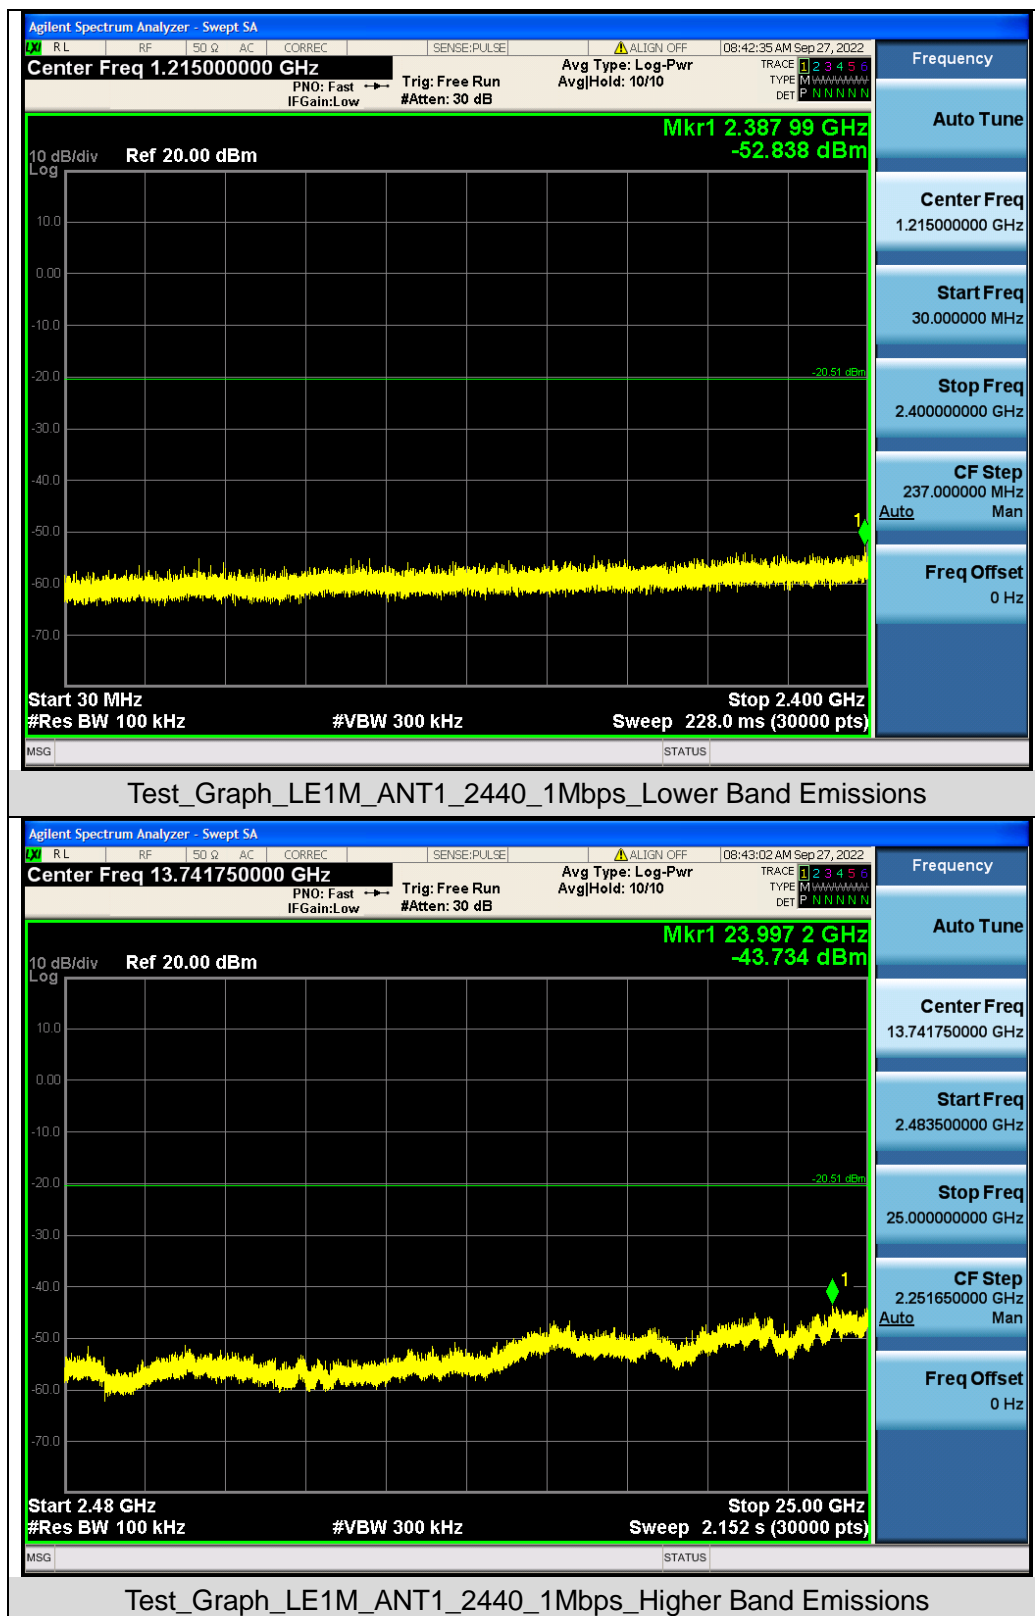 Agilent Spectrum Analyzer - Swept SA
LXI RL RF 50 Ω AC CORREC SENSE:PULSE ALIGN OFF 08:42:35 AM Sep 27, 2022
Center Freq 1.215000000 GHz
PNO: Fast
IFGain:Low
Trig: Free Run
#Atten: 30 dB
Avg Type: Log-Pwr
Avg|Hold: 10/10
TRACE 1 2 3 4 5 6
TYPE M
DET P N N N N N
Mkr1 2.387 99 GHz
-52.838 dBm
10 dB/div Ref 20.00 dBm
Log
10.0
0.00
-10.0
-20.0
-20.51 dBm
-30.0
-40.0
-50.0
1
-60.0
-70.0
Start 30 MHz Stop 2.400 GHz
#Res BW 100 kHz #VBW 300 kHz Sweep 228.0 ms (30000 pts)
MSG STATUS
Frequency
Auto Tune
Center Freq
1.215000000 GHz
Start Freq
30.000000 MHz
Stop Freq
2.400000000 GHz
CF Step
237.000000 MHz
Auto Man
Freq Offset
0 Hz
Test_Graph_LE1M_ANT1_2440_1Mbps_Lower Band Emissions
Agilent Spectrum Analyzer - Swept SA
LXI RL RF 50 Ω AC CORREC SENSE:PULSE ALIGN OFF 08:43:02 AM Sep 27, 2022
Center Freq 13.741750000 GHz
PNO: Fast
IFGain:Low
Trig: Free Run
#Atten: 30 dB
Avg Type: Log-Pwr
Avg|Hold: 10/10
TRACE 1 2 3 4 5 6
TYPE M
DET P N N N N N
Mkr1 23.997 2 GHz
-43.734 dBm
10 dB/div Ref 20.00 dBm
Log
10.0
0.00
-10.0
-20.0
-20.51 dBm
-30.0
-40.0
1
-50.0
-60.0
-70.0
Start 2.48 GHz Stop 25.00 GHz
#Res BW 100 kHz #VBW 300 kHz Sweep 2.152 s (30000 pts)
MSG STATUS
Frequency
Auto Tune
Center Freq
13.741750000 GHz
Start Freq
2.483500000 GHz
Stop Freq
25.000000000 GHz
CF Step
2.251650000 GHz
Auto Man
Freq Offset
0 Hz
Test_Graph_LE1M_ANT1_2440_1Mbps_Higher Band Emissions